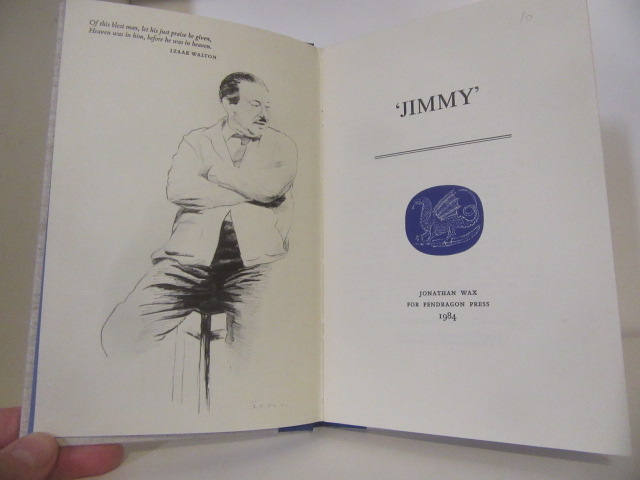 Of this blest man, let his just praise be given,
Heaven was in him, before he was in heaven.
IZAAK WALTON
'JIMMY'
JONATHAN WAX
FOR PENDRAGON PRESS
1984